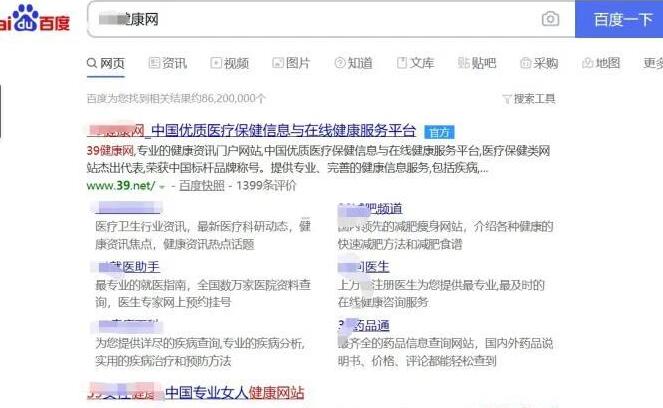 du百度
健康网
百度一下
网页 资讯 视频 图片 知道 文库 贴吧 采购 地图
百度为您找到相关结果约86,200,000个 搜索工具
健康网_中国优质医疗保健信息与在线健康服务平台 官方
39健康网,专业的健康资讯门户网站,中国优质医疗保健信息与在线健康服务平台,医疗保健类网
站杰出代表,荣获中国标杆品牌称号。提供专业、完善的健康信息服务,包括疾病,...
www.39.net/ - 百度快照 - 1399条评价
医疗卫生行业资讯,最新医疗科研动态,健
康资讯焦点,健康资讯热点话题
减肥频道
国内领先的减肥瘦身网站,介绍各种健康的
快速减肥方法和减肥食谱
就医助手
最专业的就医指南,全国数万家医院资料查
询,医生专家网上预约挂号
问医生
上万 注册医生为您提供最专业,最及时的
在线健康咨询服务
为您提供详尽的疾病查询,专业的疾病分析,
实用的疾病治疗和预防方法
药品通
最齐全的药品信息查询网站,国内外药品说
明书、价格、评论都能轻松查到
中国专业女人健康网站